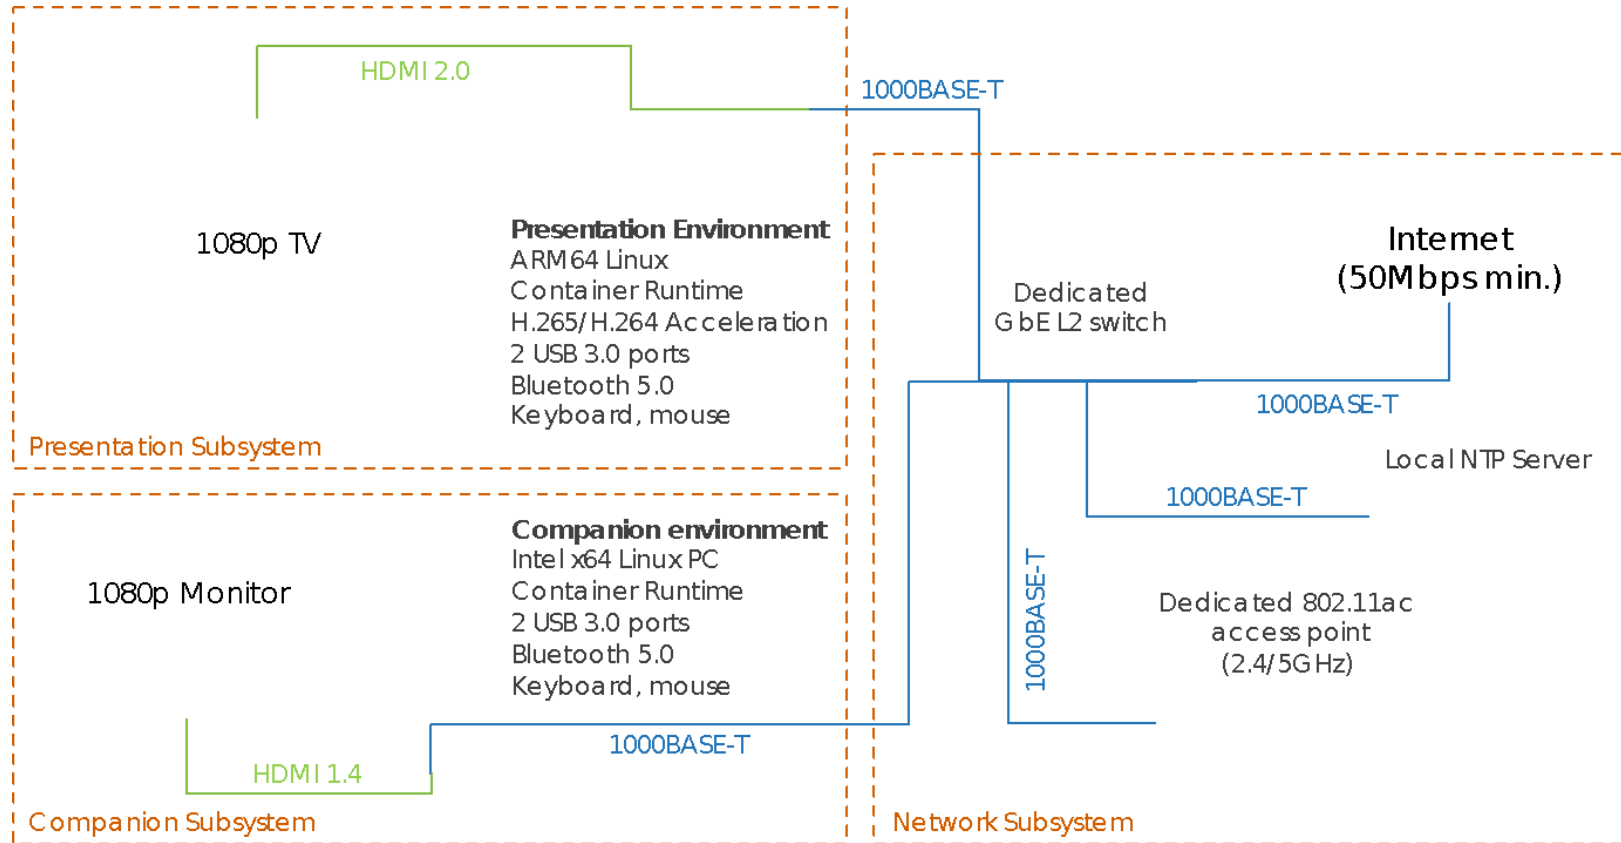 HDMI 2.0
1000BASE-T
1080p TV
Presentation Environment
ARM64 Linux
Container Runtime
H.265/H.264 Acceleration
2 USB 3.0 ports
Bluetooth 5.0
Keyboard, mouse
Presentation Subsystem
Internet
(50Mbps min.)
Dedicated
GbE L2 switch
1000BASE-T
Local NTP Server
1000BASE-T
1000BASE-T
Dedicated 802.11ac
access point
(2.4/5GHz)
Network Subsystem
Companion environment
Intel x64 Linux PC
Container Runtime
2 USB 3.0 ports
Bluetooth 5.0
Keyboard, mouse
1080p Monitor
1000BASE-T
HDMI 1.4
Companion Subsystem